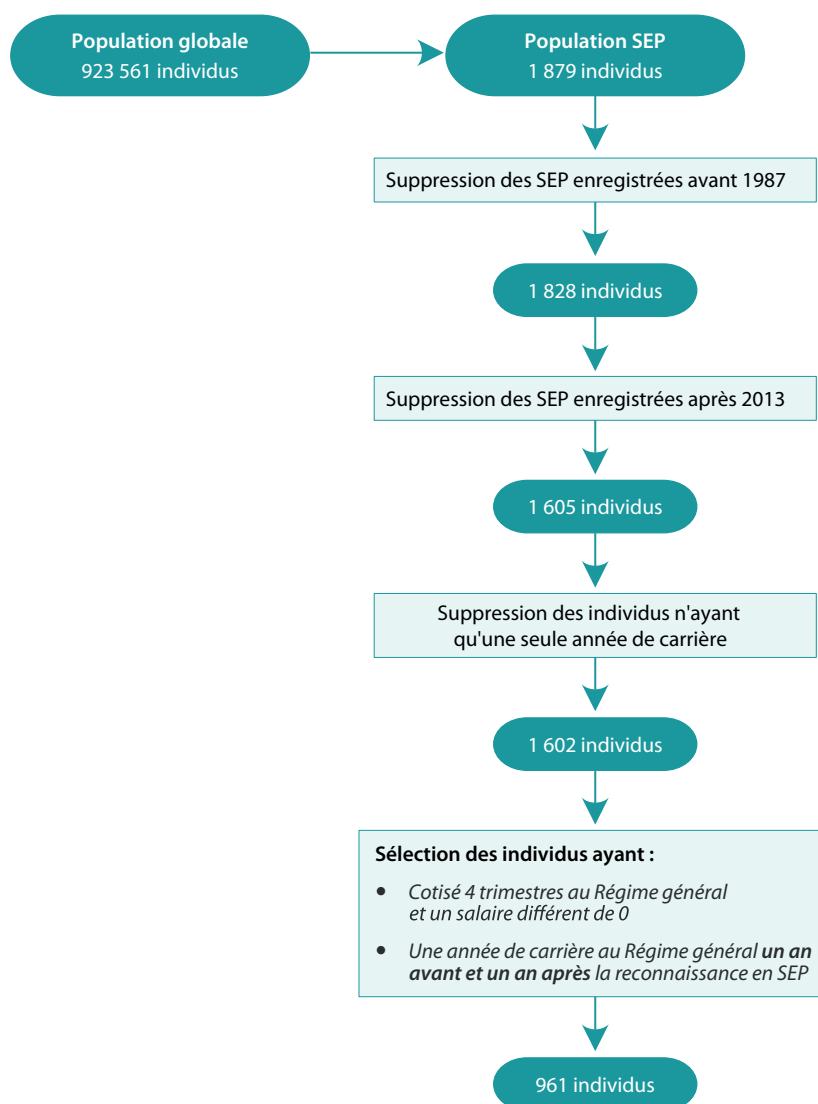 Population globale
923 561 individus
Population SEP
1 879 individus
Suppression des SEP enregistrées avant 1987
1 828 individus
Suppression des SEP enregistrées après 2013
1 605 individus
Suppression des individus n'ayant
qu'une seule année de carrière
1 602 individus
Sélection des individus ayant :
• Cotisé 4 trimestres au Régime général
et un salaire différent de 0
• Une année de carrière au Régime général un an
avant et un an après la reconnaissance en SEP
961 individus